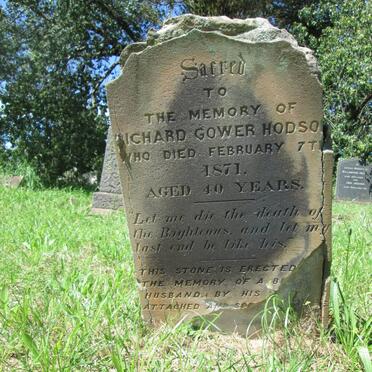 Sacred
TO
THE MEMORY OF
RICHARD GOWER HODSO
WHO DIED FEBRUARY 7T
1871.
AGED 40 YEARS.
Let me die the death of
the Righteous, and let my
last end be like his.
THIS STONE IS ERECTED
THE MEMORY OF A B
HUSBAND BY HIS
ATTACHED